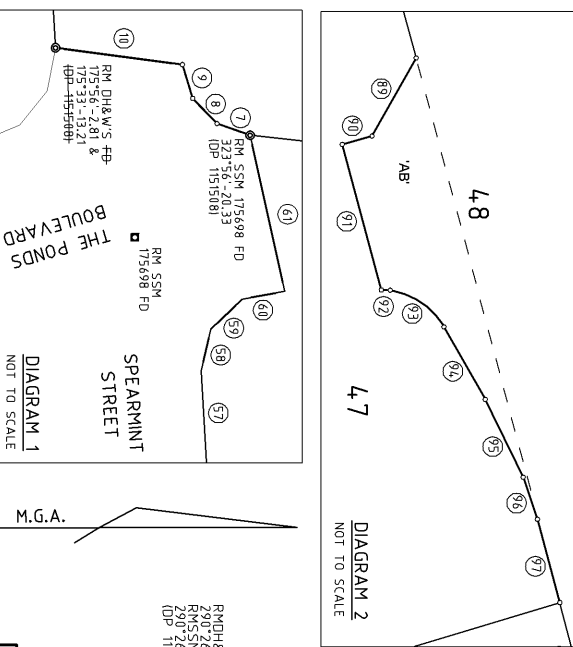 10
9
8
7
RM DH&W'S FD
175°56'-2.81 &
175°33'-13.21
(DP 1151508)
RM SSM 175698 FD
323°56'-20.33
(DP 1151508)
61
THE PONDS
BOULEVARD
RM SSM
175698 FD
60
59
58
57
SPEARMINT
STREET
DIAGRAM 1
NOT TO SCALE
89
90
'AB'
48
91
92
93
94
47
95
96
97
DIAGRAM 2
NOT TO SCALE
M.G.A.